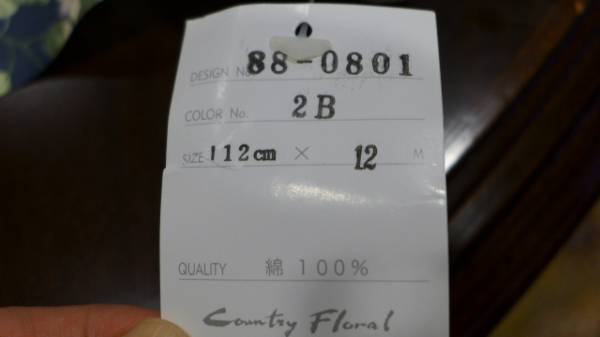 DESIGN No. 88-0801
COLOR No. 2B
SIZE 112cm × 12 M
QUALITY 綿 100%
Country Floral